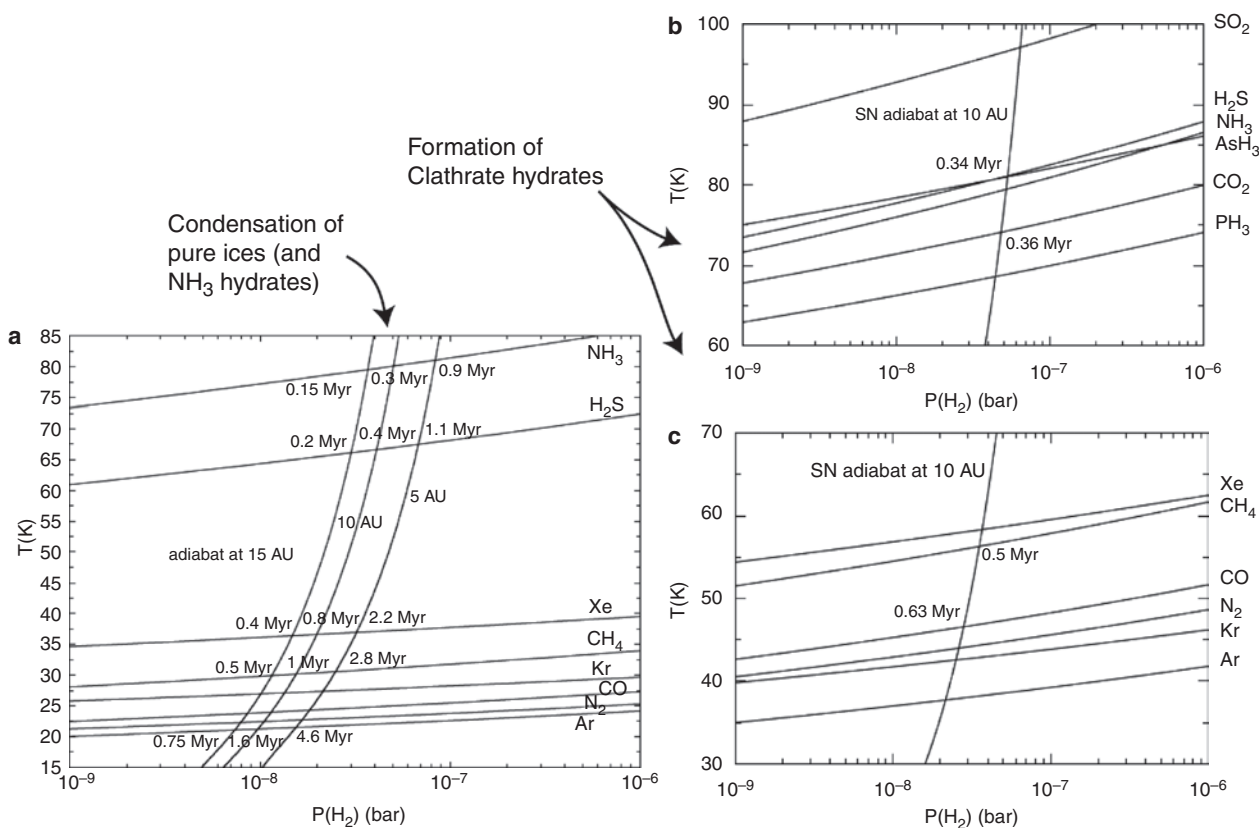 Condensation of
pure ices (and
NH₃ hydrates)
Formation of
Clathrate hydrates
a
85
80
75
70
65
60
55
50
45
40
35
30
25
20
15
T(K)
10⁻⁹
10⁻⁸
10⁻⁷
10⁻⁶
P(H₂) (bar)
NH₃
0.15 Myr
0.3 Myr
0.9 Myr
H₂S
0.2 Myr
0.4 Myr
1.1 Myr
5 AU
10 AU
adiabat at 15 AU
Xe
0.4 Myr
0.8 Myr
2.2 Myr
CH₄
0.5 Myr
1 Myr
2.8 Myr
Kr
CO
N₂
Ar
0.75 Myr
1.6 Myr
4.6 Myr
b
100
90
80
70
60
T(K)
10⁻⁹
10⁻⁸
10⁻⁷
10⁻⁶
P(H₂) (bar)
SO₂
SN adiabat at 10 AU
H₂S
NH₃
AsH₃
0.34 Myr
CO₂
PH₃
0.36 Myr
c
70
60
50
40
30
T(K)
10⁻⁹
10⁻⁸
10⁻⁷
10⁻⁶
P(H₂) (bar)
SN adiabat at 10 AU
Xe
CH₄
0.5 Myr
CO
N₂
Kr
0.63 Myr
Ar